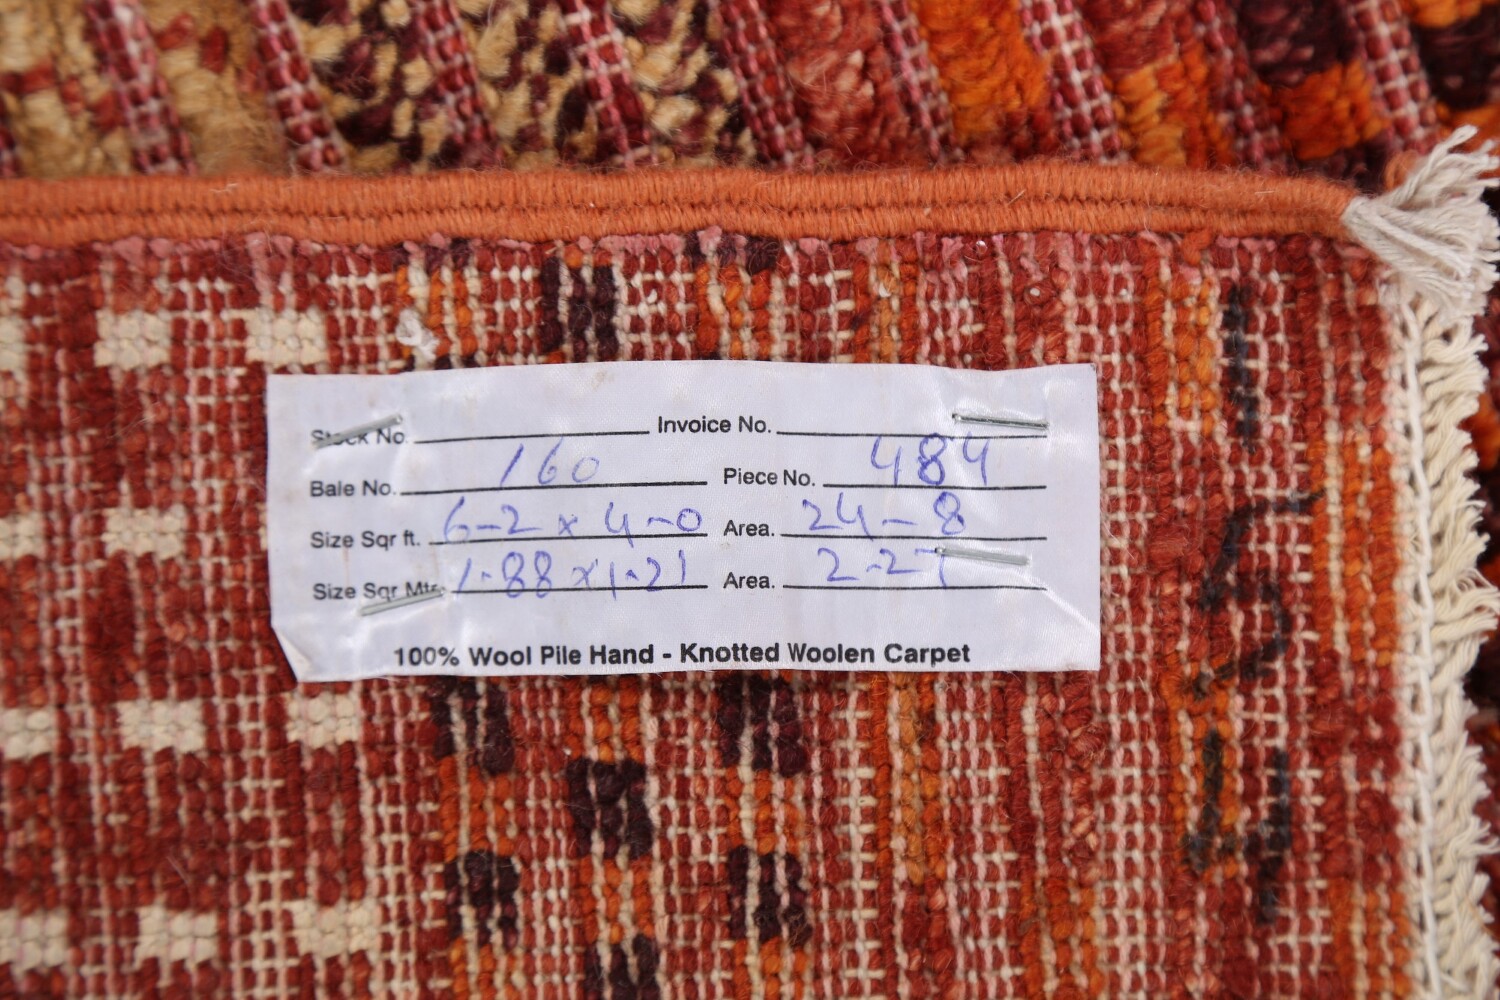 Stock No. Invoice No.
Bale No. 160 Piece No. 484
Size Sqr ft. 6-2 x 4-0 Area. 24-8
Size Sqr Mtr. 1.88 x 1.21 Area. 2.27
100% Wool Pile Hand - Knotted Woolen Carpet